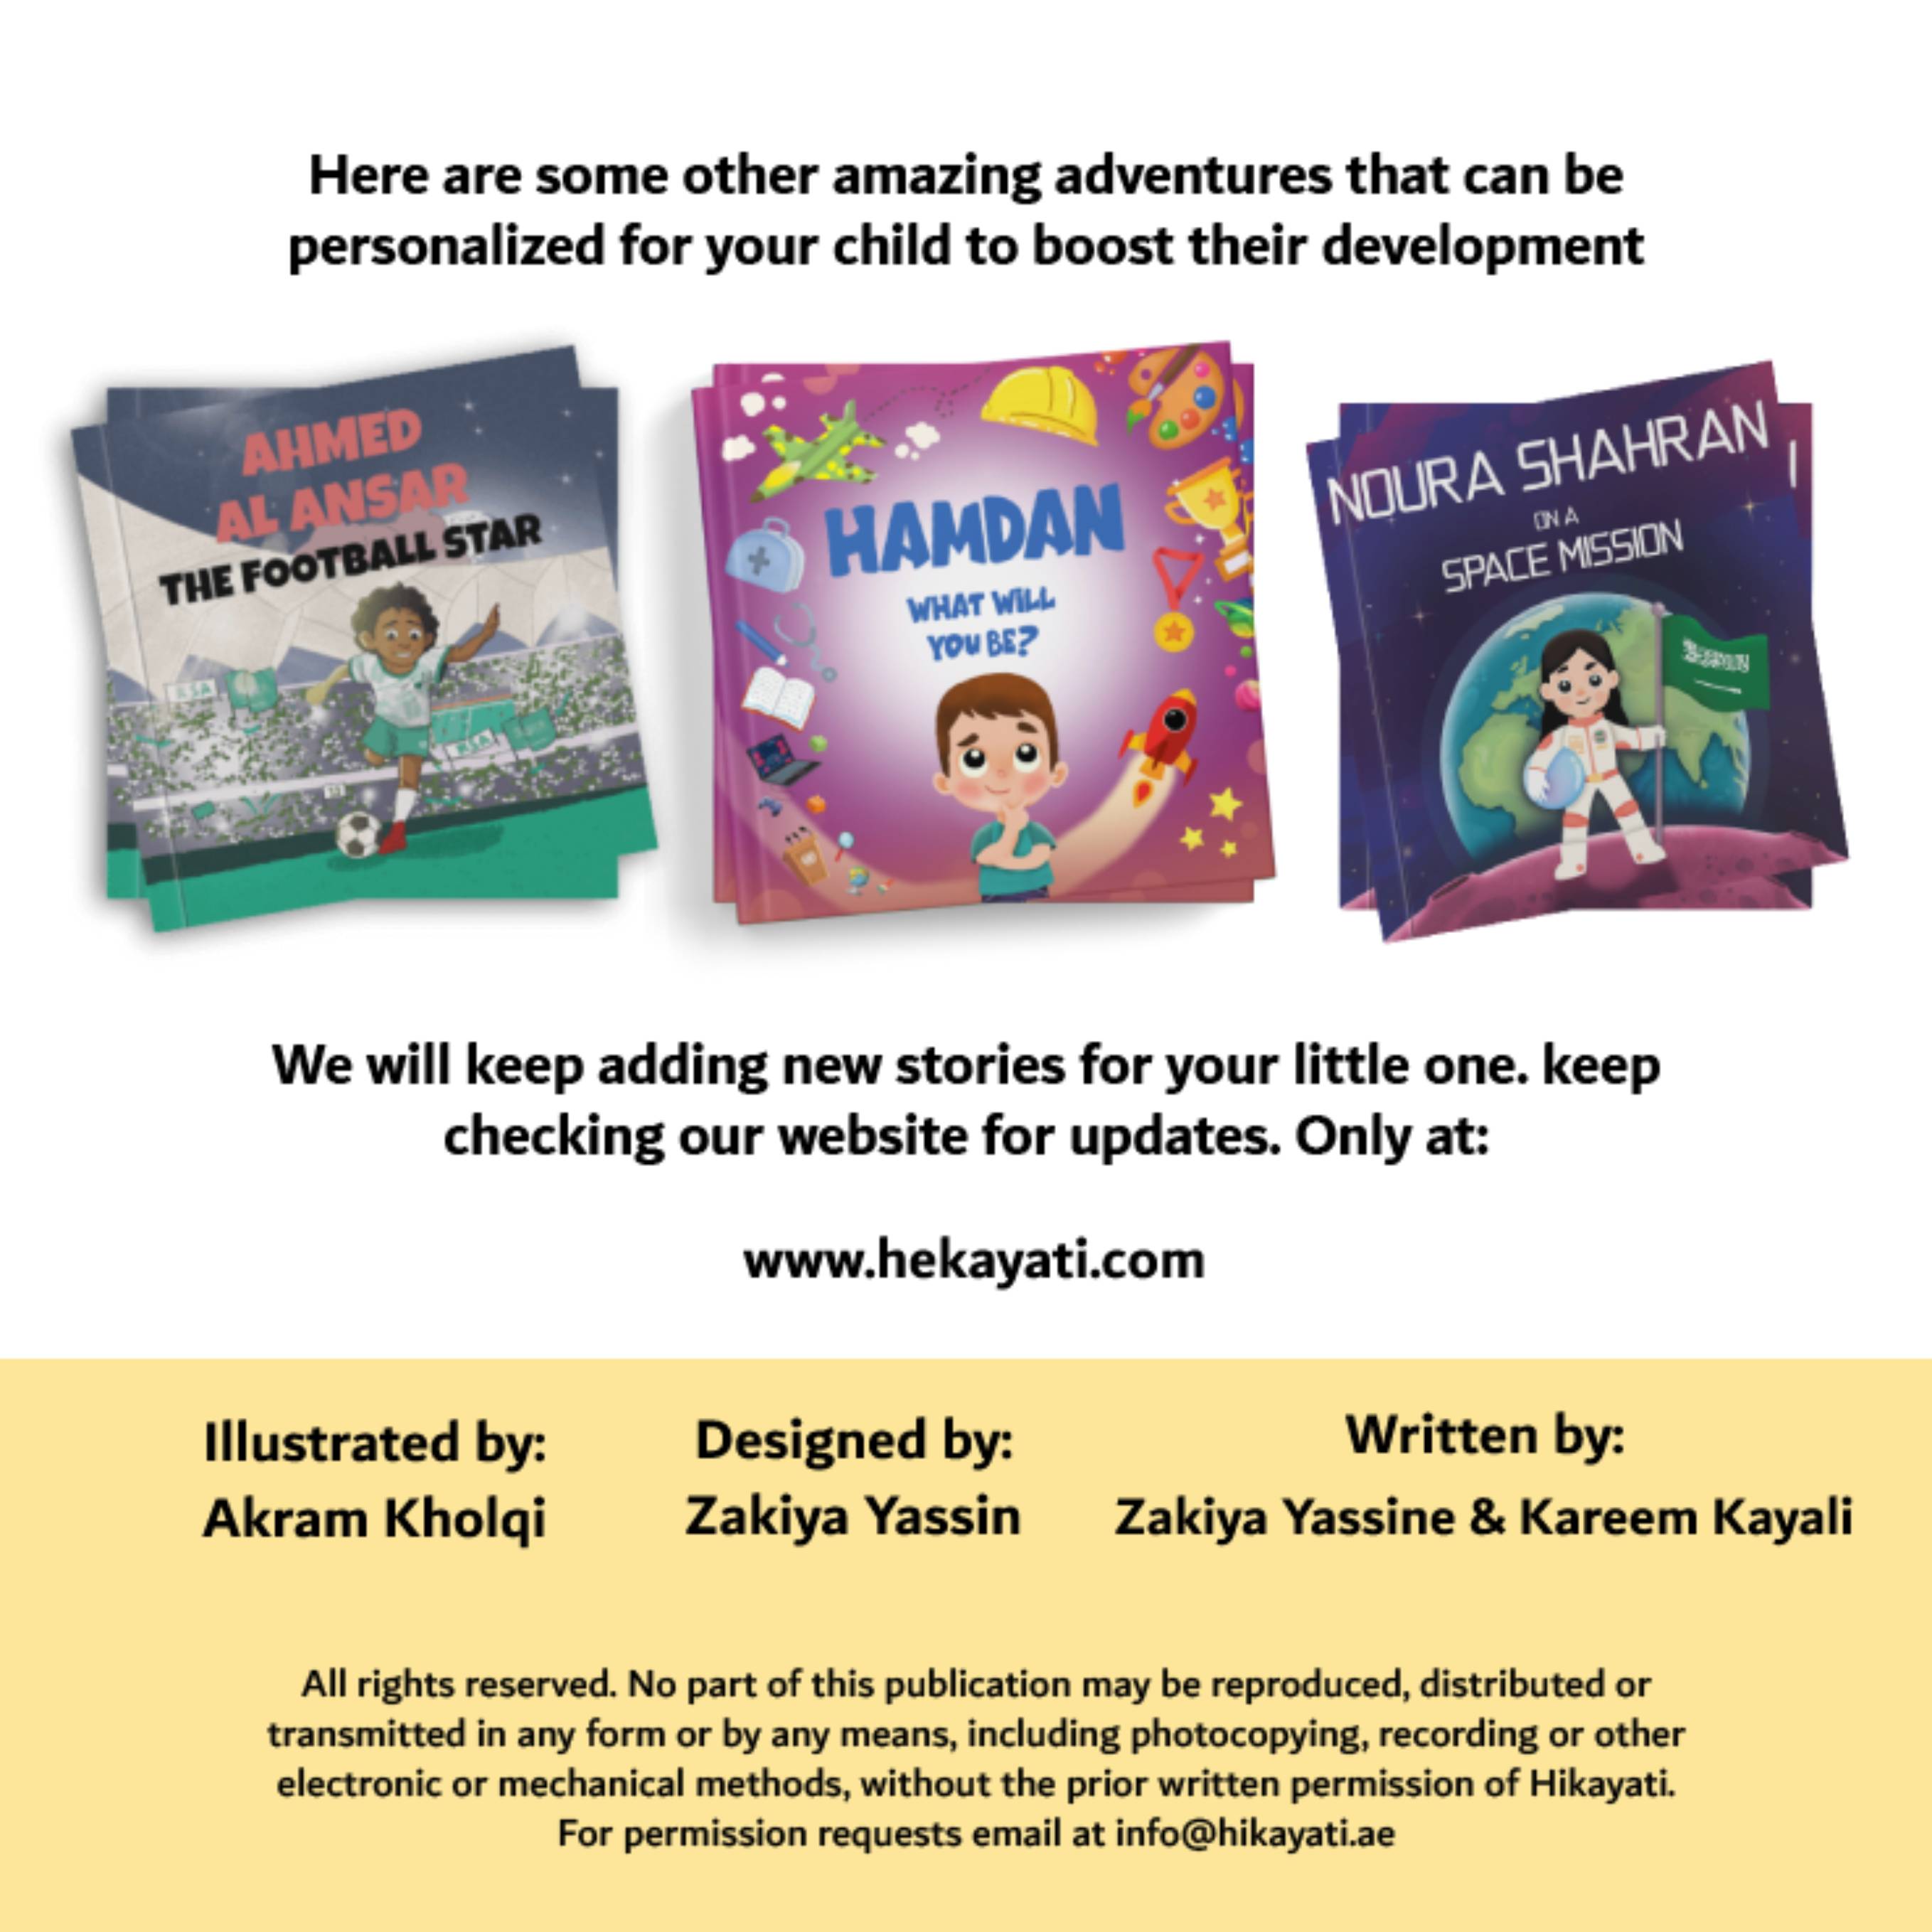 Here are some other amazing adventures that can be
personalized for your child to boost their development
AHMED
AL ANSAR
THE FOOTBALL STAR
KSA
KSA
HAMDAN
WHAT WILL
YOU BE?
NOURA SHAHRAN
ON A
SPACE MISSION
We will keep adding new stories for your little one. keep
checking our website for updates. Only at:
www.hekayati.com
Illustrated by:
Akram Kholqi
Designed by:
Zakiya Yassin
Written by:
Zakiya Yassine & Kareem Kayali
All rights reserved. No part of this publication may be reproduced, distributed or
transmitted in any form or by any means, including photocopying, recording or other
electronic or mechanical methods, without the prior written permission of Hikayati.
For permission requests email at info@hikayati.ae